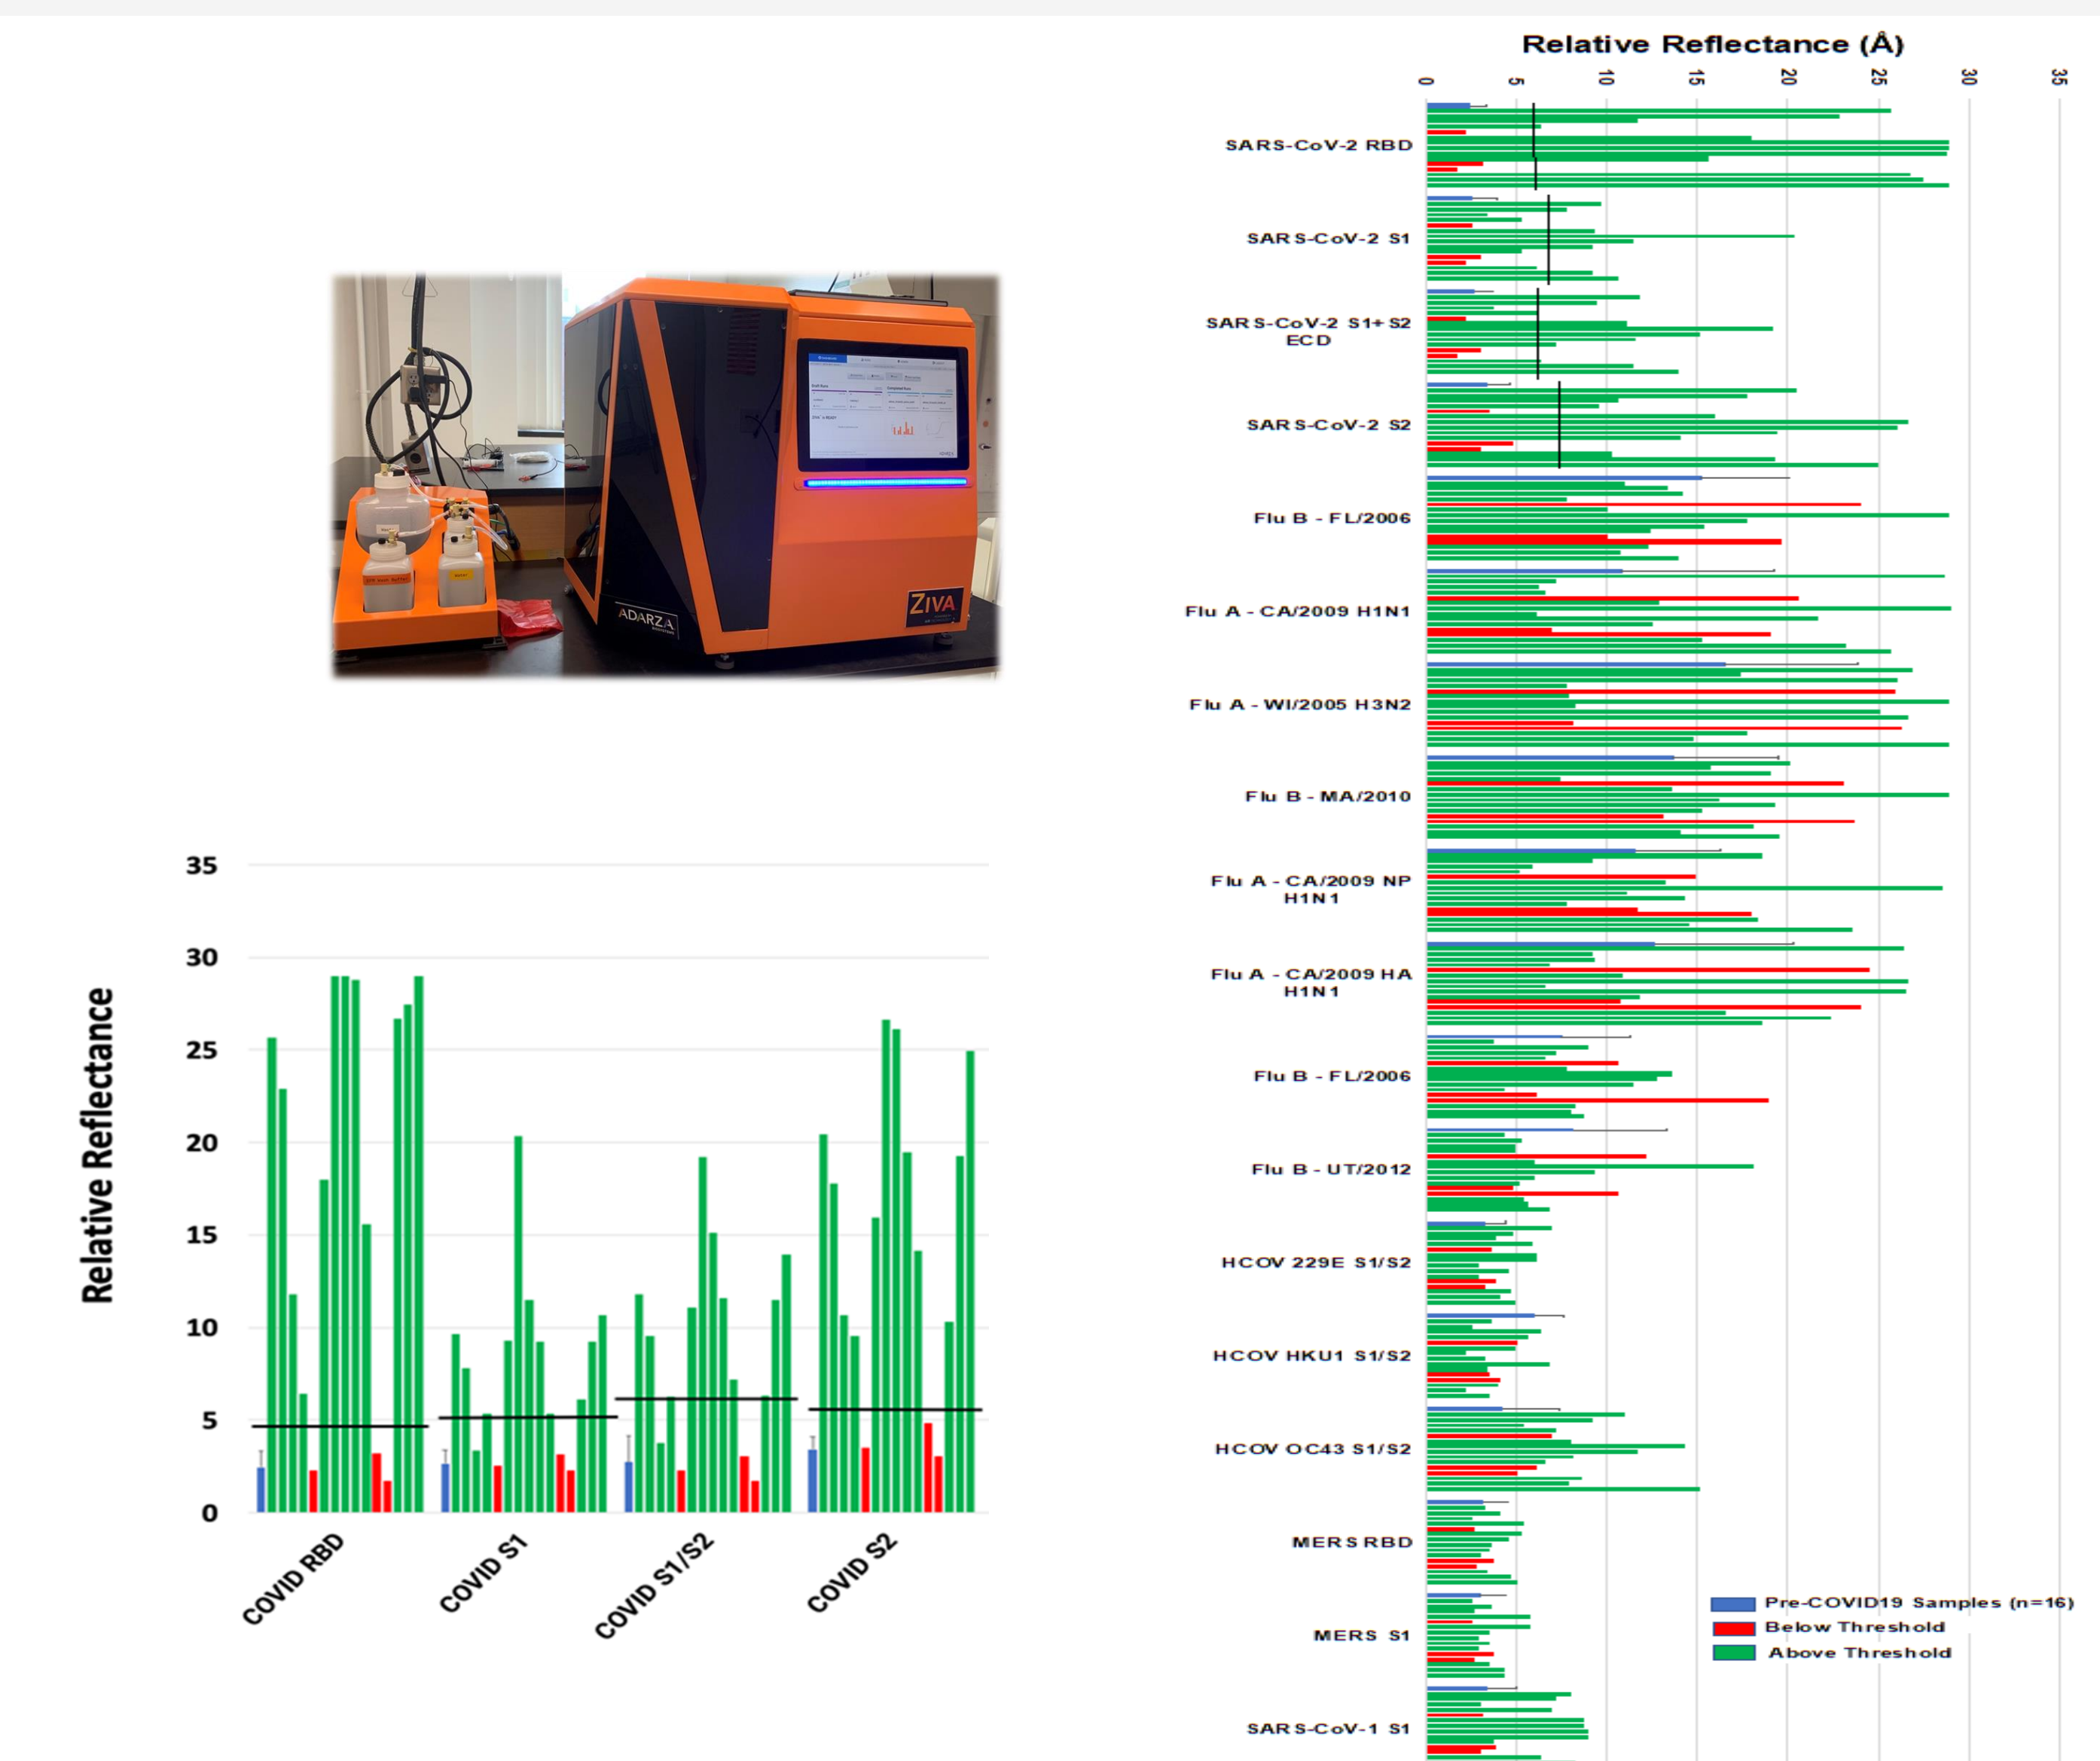 Relative Reflectance (Å)
0 5 10 15 20 25 30 35
SARS-CoV-2 RBD
SARS-CoV-2 S1
SARS-CoV-2 S1+S2
ECD
SARS-CoV-2 S2
Flu B - FL/2006
Flu A - CA/2009 H1N1
Flu A - WI/2005 H3N2
Flu B - MA/2010
Flu A - CA/2009 NP
H1N1
Flu A - CA/2009 HA
H1N1
Flu B - FL/2006
Flu B - UT/2012
HCOV 229E S1/S2
HCOV HKU1 S1/S2
HCOV OC43 S1/S2
MERS RBD
MERS S1
SARS-CoV-1 S1
Pre-COVID19 Samples (n=16)
Below Threshold
Above Threshold
ADARZA
ZIVA
Relative Reflectance
35
30
25
20
15
10
5
0
COVID RBD
COVID S1
COVID S1/S2
COVID S2